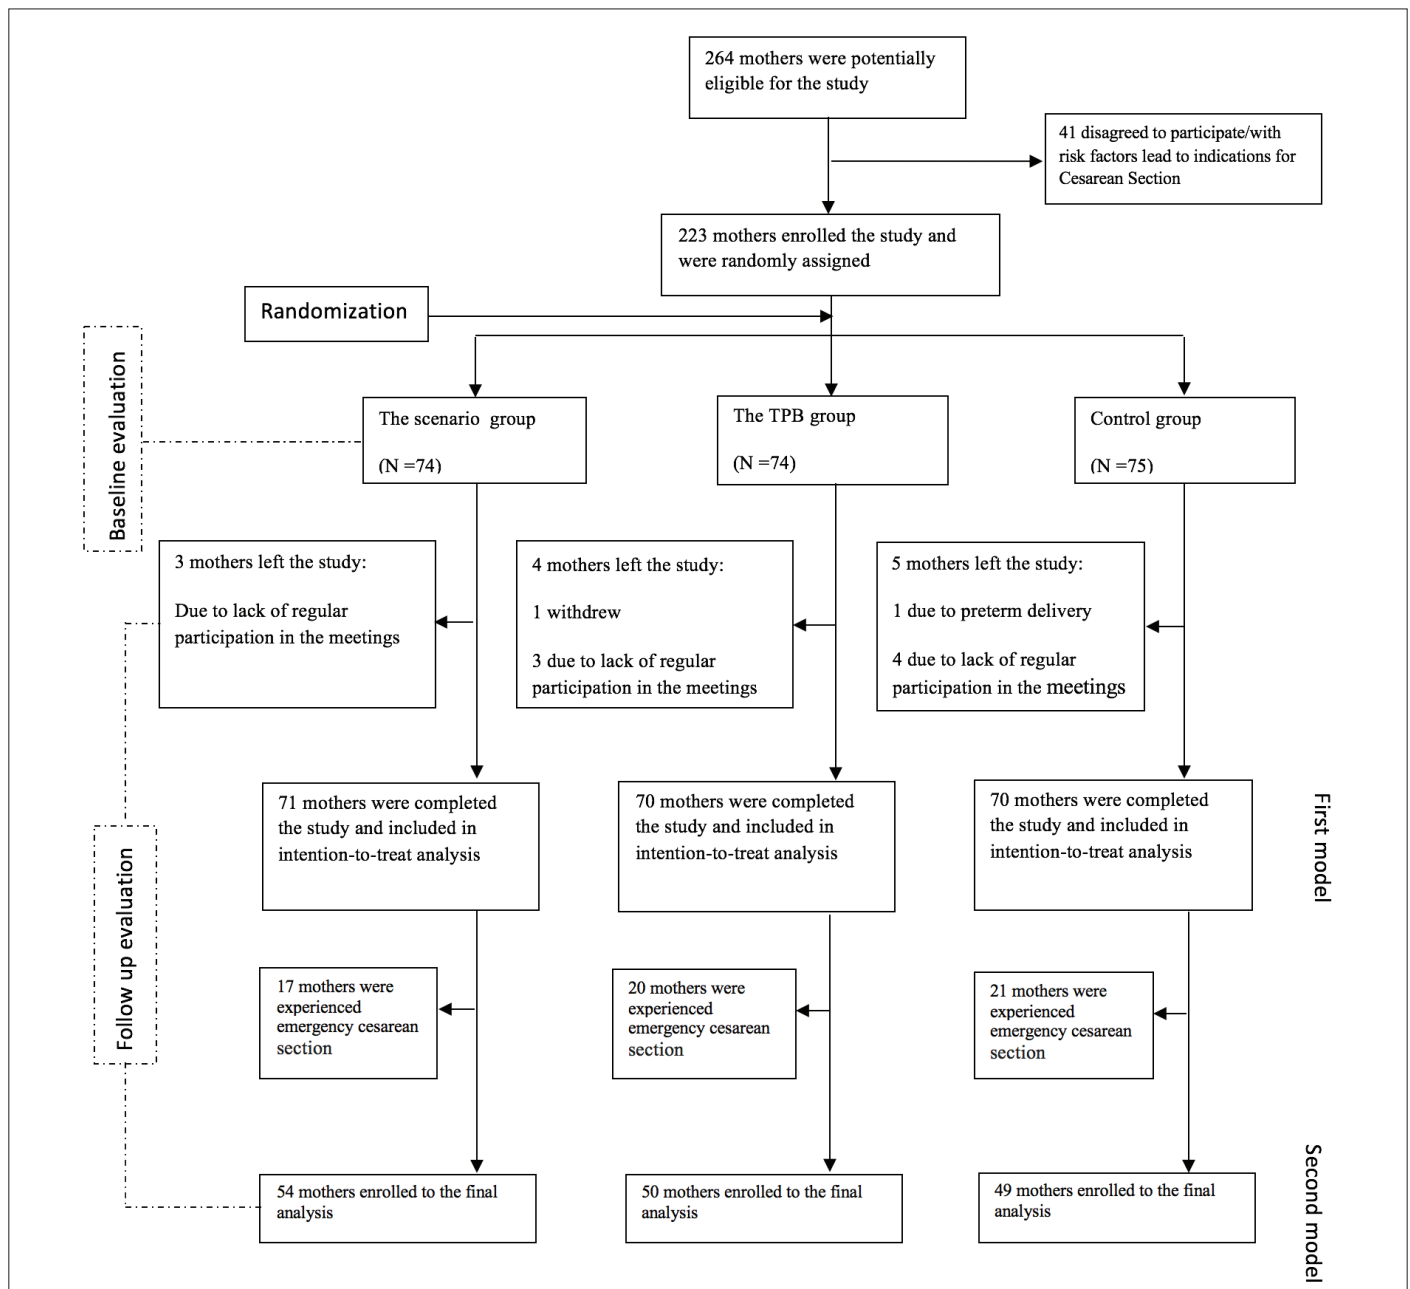 264 mothers were potentially
eligible for the study
41 disagreed to participate/with
risk factors lead to indications for
Cesarean Section
223 mothers enrolled the study and
were randomly assigned
Randomization
Baseline evaluation
The scenario group
(N =74)
The TPB group
(N =74)
Control group
(N =75)
3 mothers left the study:
Due to lack of regular
participation in the meetings
4 mothers left the study:
1 withdrew
3 due to lack of regular
participation in the meetings
5 mothers left the study:
1 due to preterm delivery
4 due to lack of regular
participation in the meetings
Follow up evaluation
71 mothers were completed
the study and included in
intention-to-treat analysis
70 mothers were completed
the study and included in
intention-to-treat analysis
70 mothers were completed
the study and included in
intention-to-treat analysis
First model
17 mothers were
experienced
emergency cesarean
section
20 mothers were
experienced
emergency cesarean
section
21 mothers were
experienced
emergency cesarean
section
54 mothers enrolled to the final
analysis
50 mothers enrolled to the final
analysis
49 mothers enrolled to the final
analysis
Second model